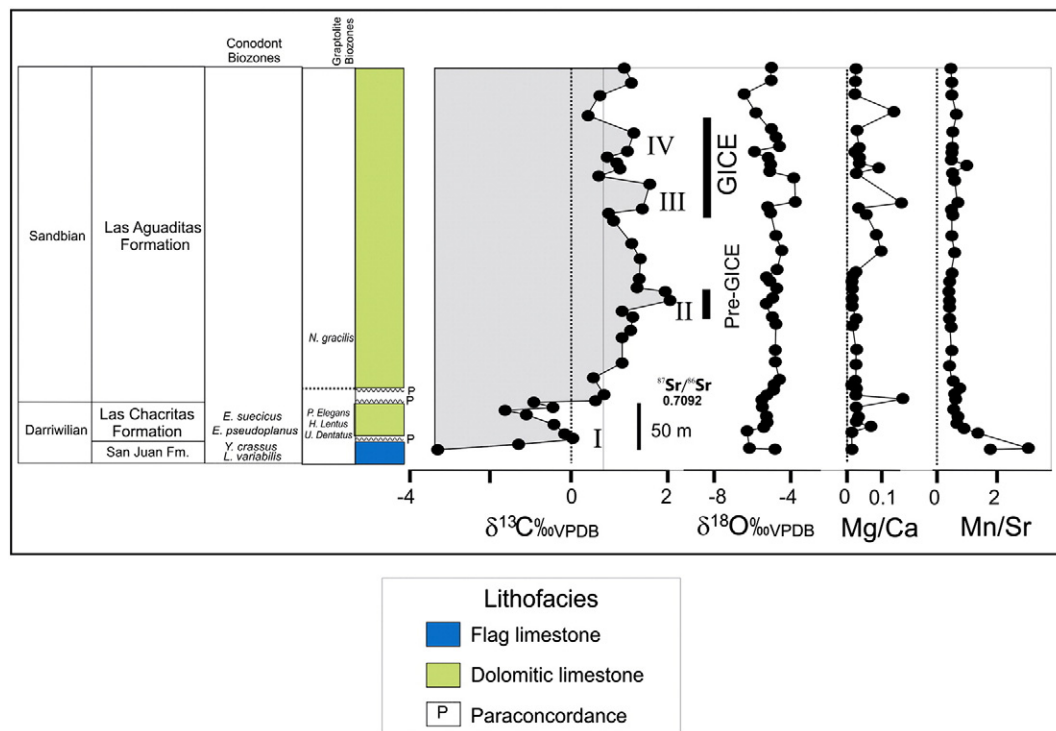 Conodont
Biozones
Graptolite
Biozones
Sandbian
Las Aguaditas
Formation
N. gracilis
Darriwilian
Las Chacritas
Formation
San Juan Fm.
E. suecicus
E. pseudoplanus
Y. crassus
L. variabilis
P. Elegans
H. Lentus
U. Dentatus
P
P
P
IV
III
II
I
GICE
Pre-GICE
⁸⁷Sr/⁸⁶Sr
0.7092
50 m
-4 -2 0 2
δ¹³C‰VPDB
-8 -4
δ¹⁸O‰VPDB
0 0.1
Mg/Ca
0 2
Mn/Sr
Lithofacies
Flag limestone
Dolomitic limestone
P Paraconcordance